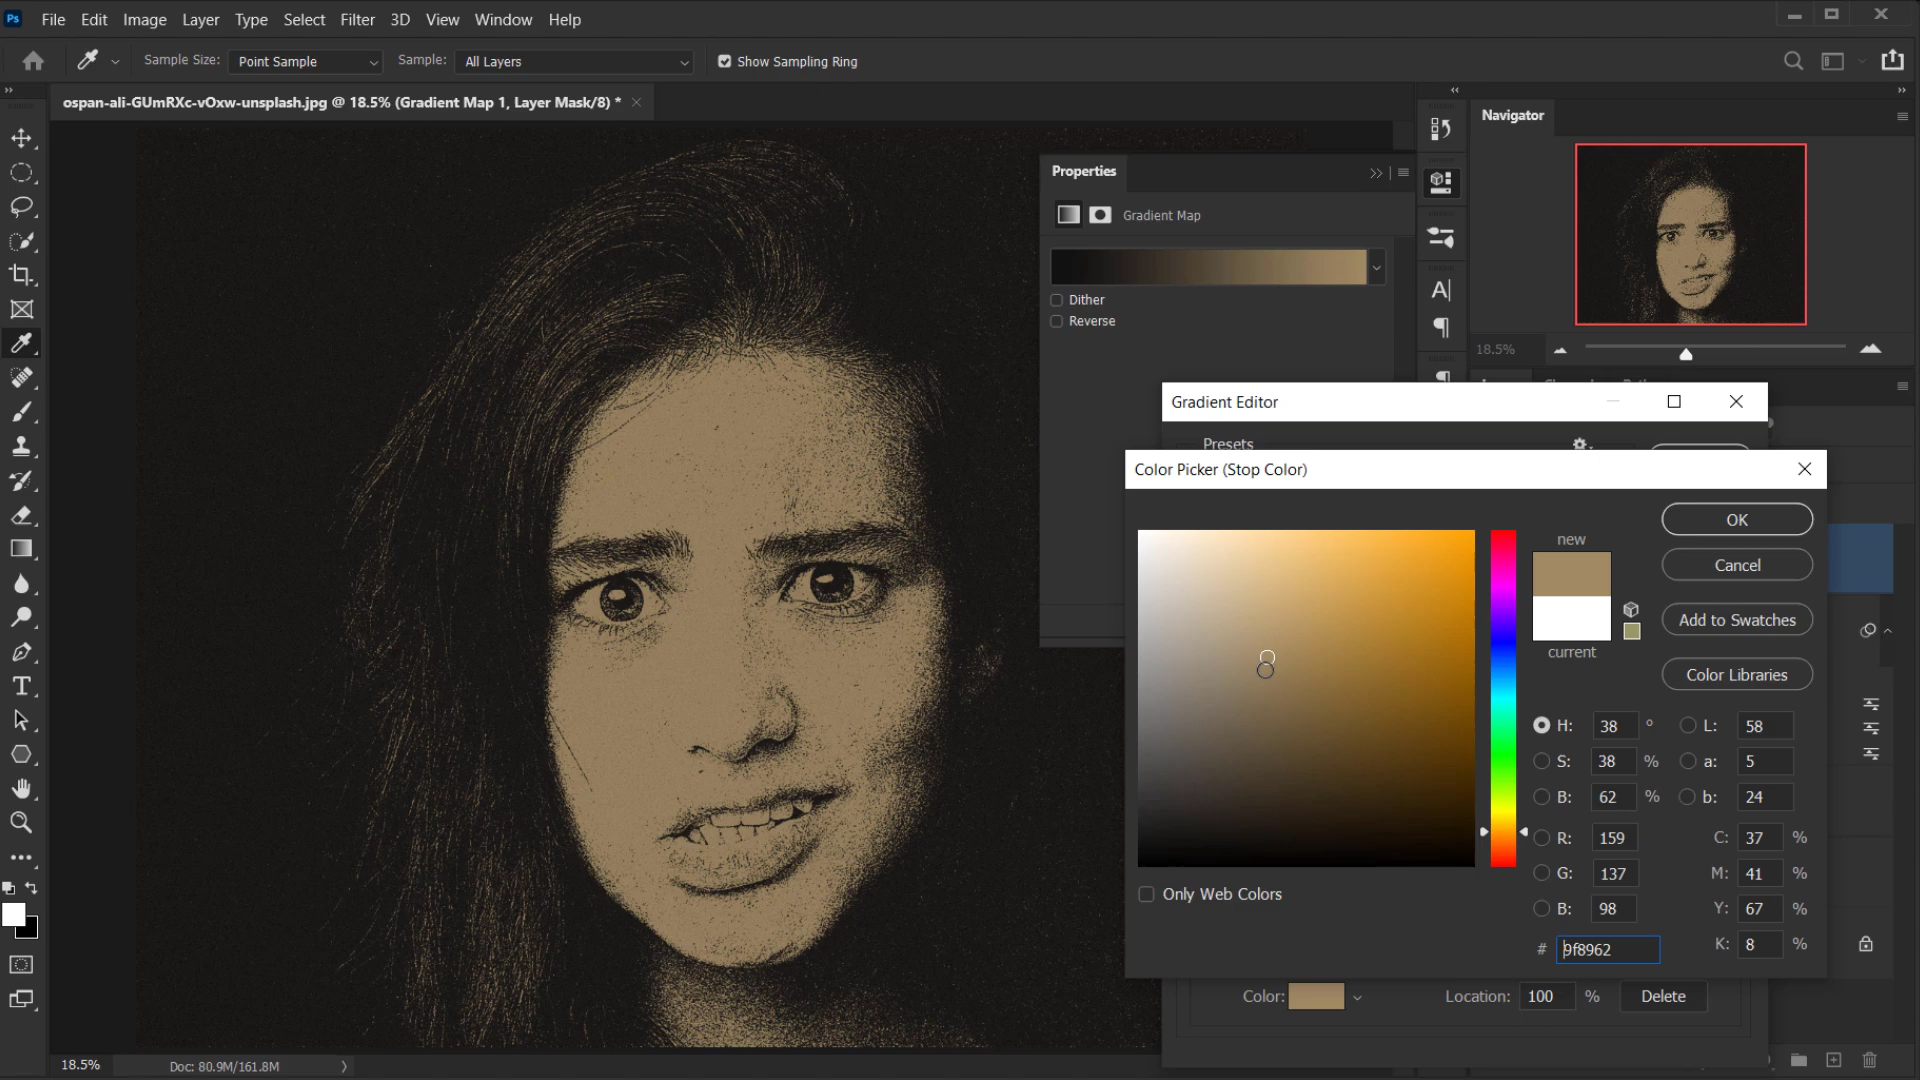 Ps File Edit Image Layer Type Select Filter 3D View Window Help
Sample Size: Point Sample Sample: All Layers Show Sampling Ring
ospan-ali-GUmRXc-vOxw-unsplash.jpg @ 18.5% (Gradient Map 1, Layer Mask/8) *
Navigator
Properties
Gradient Map
Dither
Reverse
18.5%
Gradient Editor
Presets
Color Picker (Stop Color)
OK
new
Cancel
Add to Swatches
current
Color Libraries
H: 38 ° L: 58
S: 38 % a: 5
B: 62 % b: 24
R: 159 C: 37 %
G: 137 M: 41 %
Only Web Colors
B: 98 Y: 67 %
# 9f8962 K: 8 %
Color: Location: 100 % Delete
18.5% Doc: 80.9M/161.8M